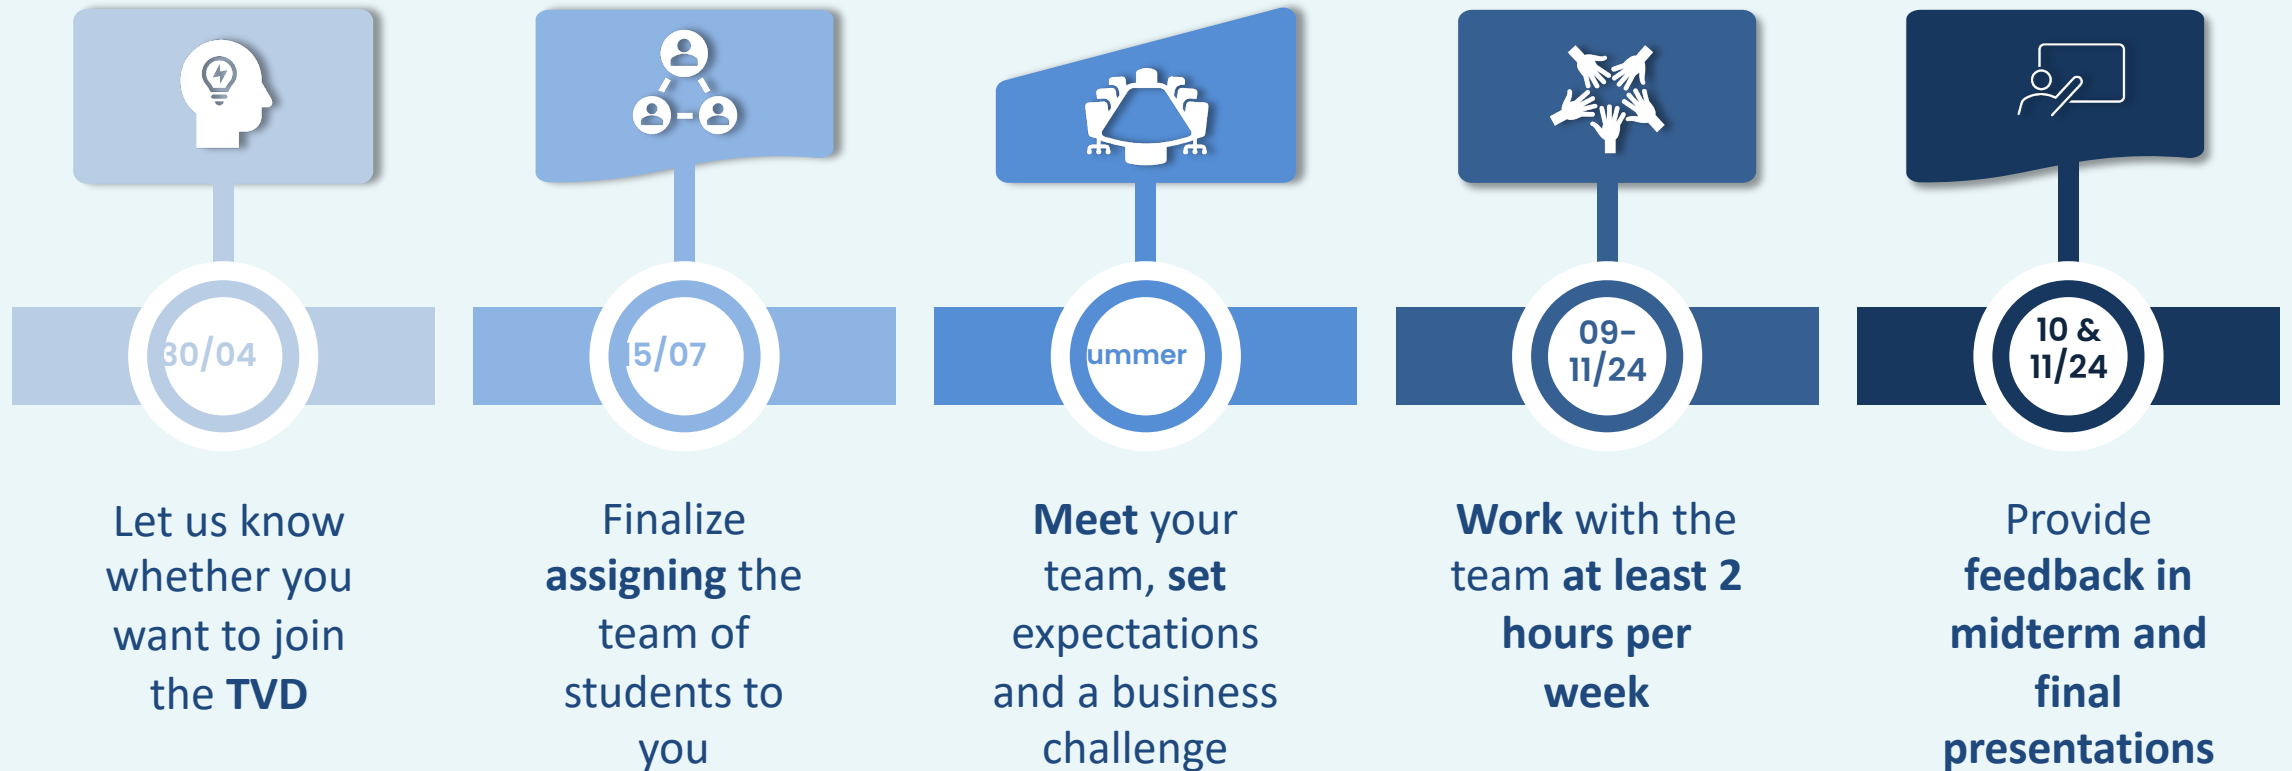 30/04
15/07
ummer
09-
11/24
10 &
11/24
Let us know
whether you
want to join
the TVD
Finalize
assigning the
team of
students to
you
Meet your
team, set
expectations
and a business
challenge
Work with the
team at least 2
hours per
week
Provide
feedback in
midterm and
final
presentations